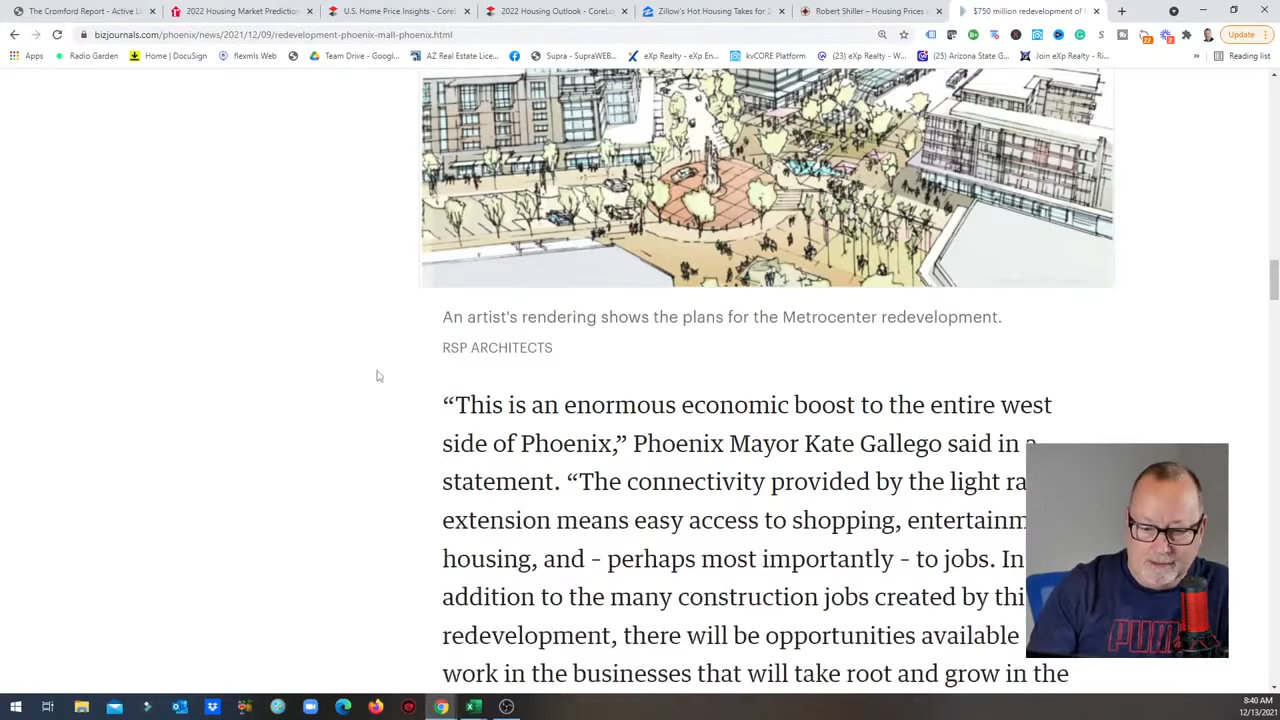 The Cromford Report - Active Li
2022 Housing Market Prediction
U.S. Home Price Insights - CoreL
2022 Housing Outlook - CoreLo
Zillow's Hot Housing Takes for 2
Robert Shiller – Housing Prices
$750 million redevelopment of
bizjournals.com/phoenix/news/2021/12/09/redevelopment-phoenix-mall-phoenix.html
Update
Apps
Radio Garden
Home | DocuSign
flexmls Web
Team Drive - Googl...
AZ Real Estate Lice...
Supra - SupraWEB...
eXp Realty - eXp En...
kvCORE Platform
(23) eXp Realty - W...
(25) Arizona State G...
Join eXp Realty - Ri...
Reading list
An artist's rendering shows the plans for the Metrocenter redevelopment.
RSP ARCHITECTS
“This is an enormous economic boost to the entire west
side of Phoenix,” Phoenix Mayor Kate Gallego said in a
statement. “The connectivity provided by the light ra
extension means easy access to shopping, entertainm
housing, and – perhaps most importantly – to jobs. In
addition to the many construction jobs created by thi
redevelopment, there will be opportunities available
work in the businesses that will take root and grow in the
PUMA
8:40 AM
12/13/2021